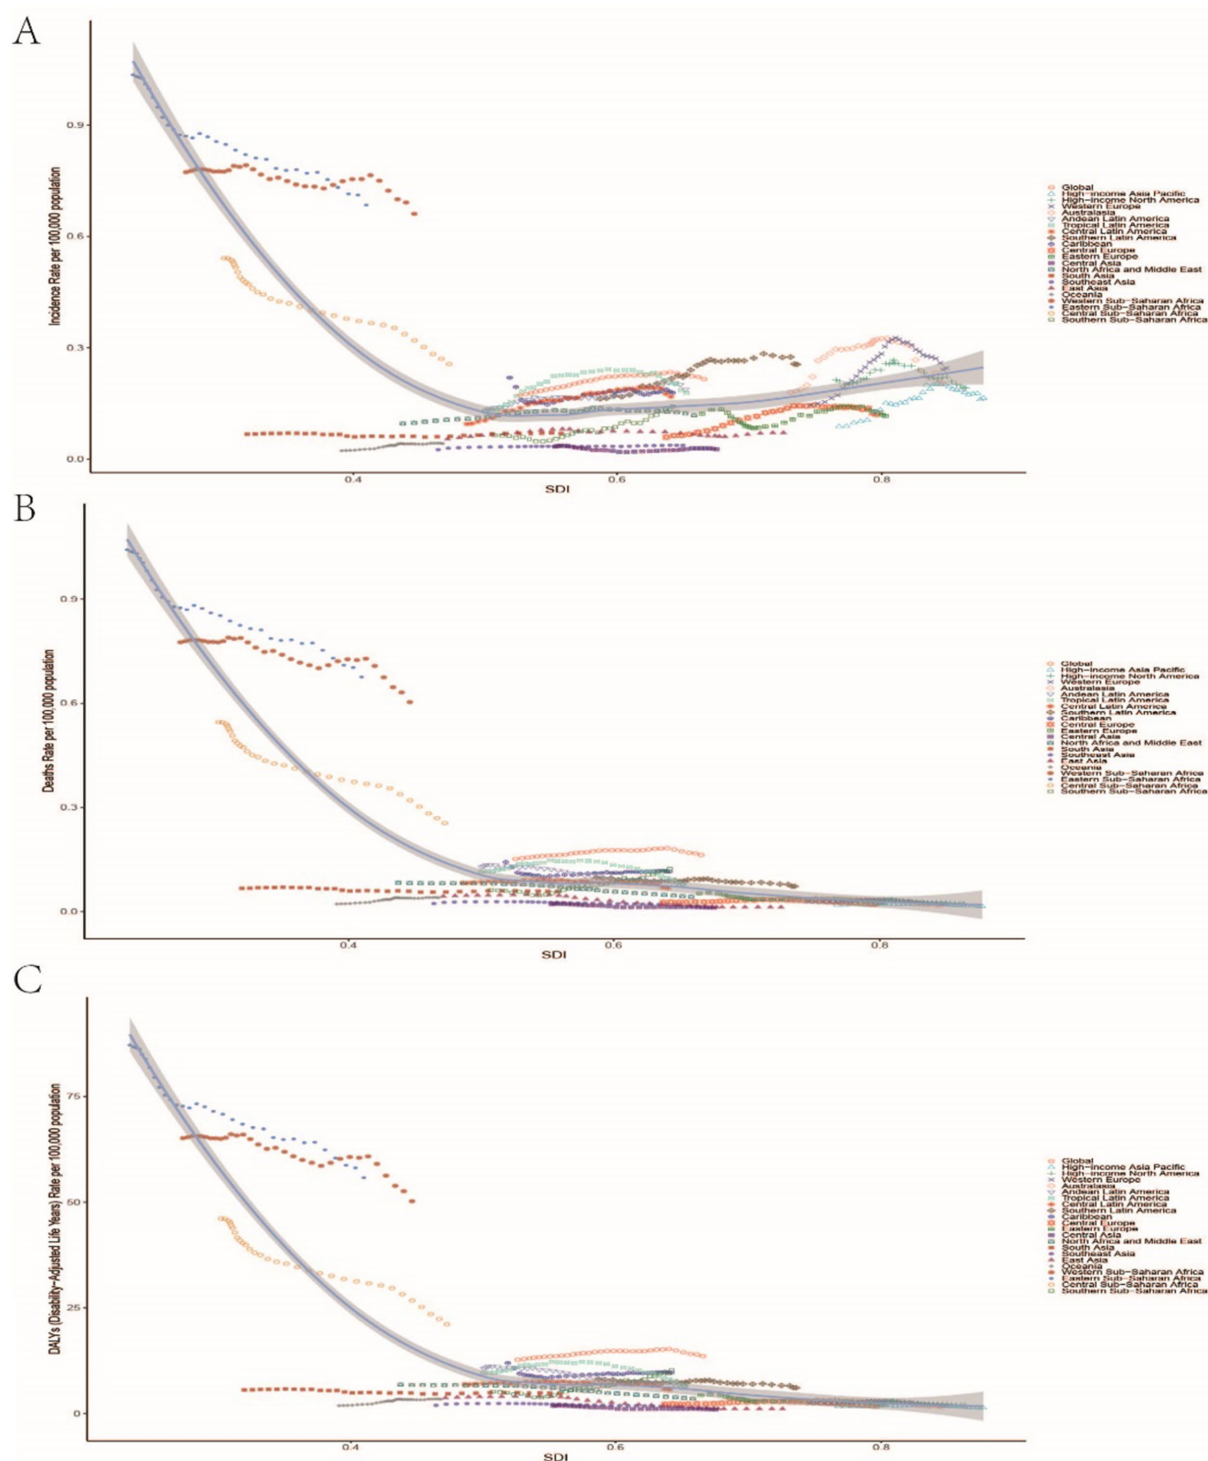 A
Incidence Rate per 100,000 population
0.9
0.6
0.3
0.0
0.4
0.6
0.8
SDI
Global
High-income Asia Pacific
High-income North America
Western Europe
Australasia
Andean Latin America
Tropical Latin America
Central Latin America
Southern Latin America
Caribbean
Central Europe
Eastern Europe
Central Asia
North Africa and Middle East
South Asia
Southeast Asia
East Asia
Oceania
Western Sub-Saharan Africa
Eastern Sub-Saharan Africa
Central Sub-Saharan Africa
Southern Sub-Saharan Africa
B
Deaths Rate per 100,000 population
0.9
0.6
0.3
0.0
0.4
0.6
0.8
SDI
Global
High-income Asia Pacific
High-income North America
Western Europe
Australasia
Andean Latin America
Tropical Latin America
Central Latin America
Southern Latin America
Caribbean
Central Europe
Eastern Europe
Central Asia
North Africa and Middle East
South Asia
Southeast Asia
East Asia
Oceania
Western Sub-Saharan Africa
Eastern Sub-Saharan Africa
Central Sub-Saharan Africa
Southern Sub-Saharan Africa
C
DALYs (Disability-Adjusted Life Years) Rate per 100,000 population
75
50
25
0
0.4
0.6
0.8
SDI
Global
High-income Asia Pacific
High-income North America
Western Europe
Australasia
Andean Latin America
Tropical Latin America
Central Latin America
Southern Latin America
Caribbean
Central Europe
Eastern Europe
Central Asia
North Africa and Middle East
South Asia
Southeast Asia
East Asia
Oceania
Western Sub-Saharan Africa
Eastern Sub-Saharan Africa
Central Sub-Saharan Africa
Southern Sub-Saharan Africa